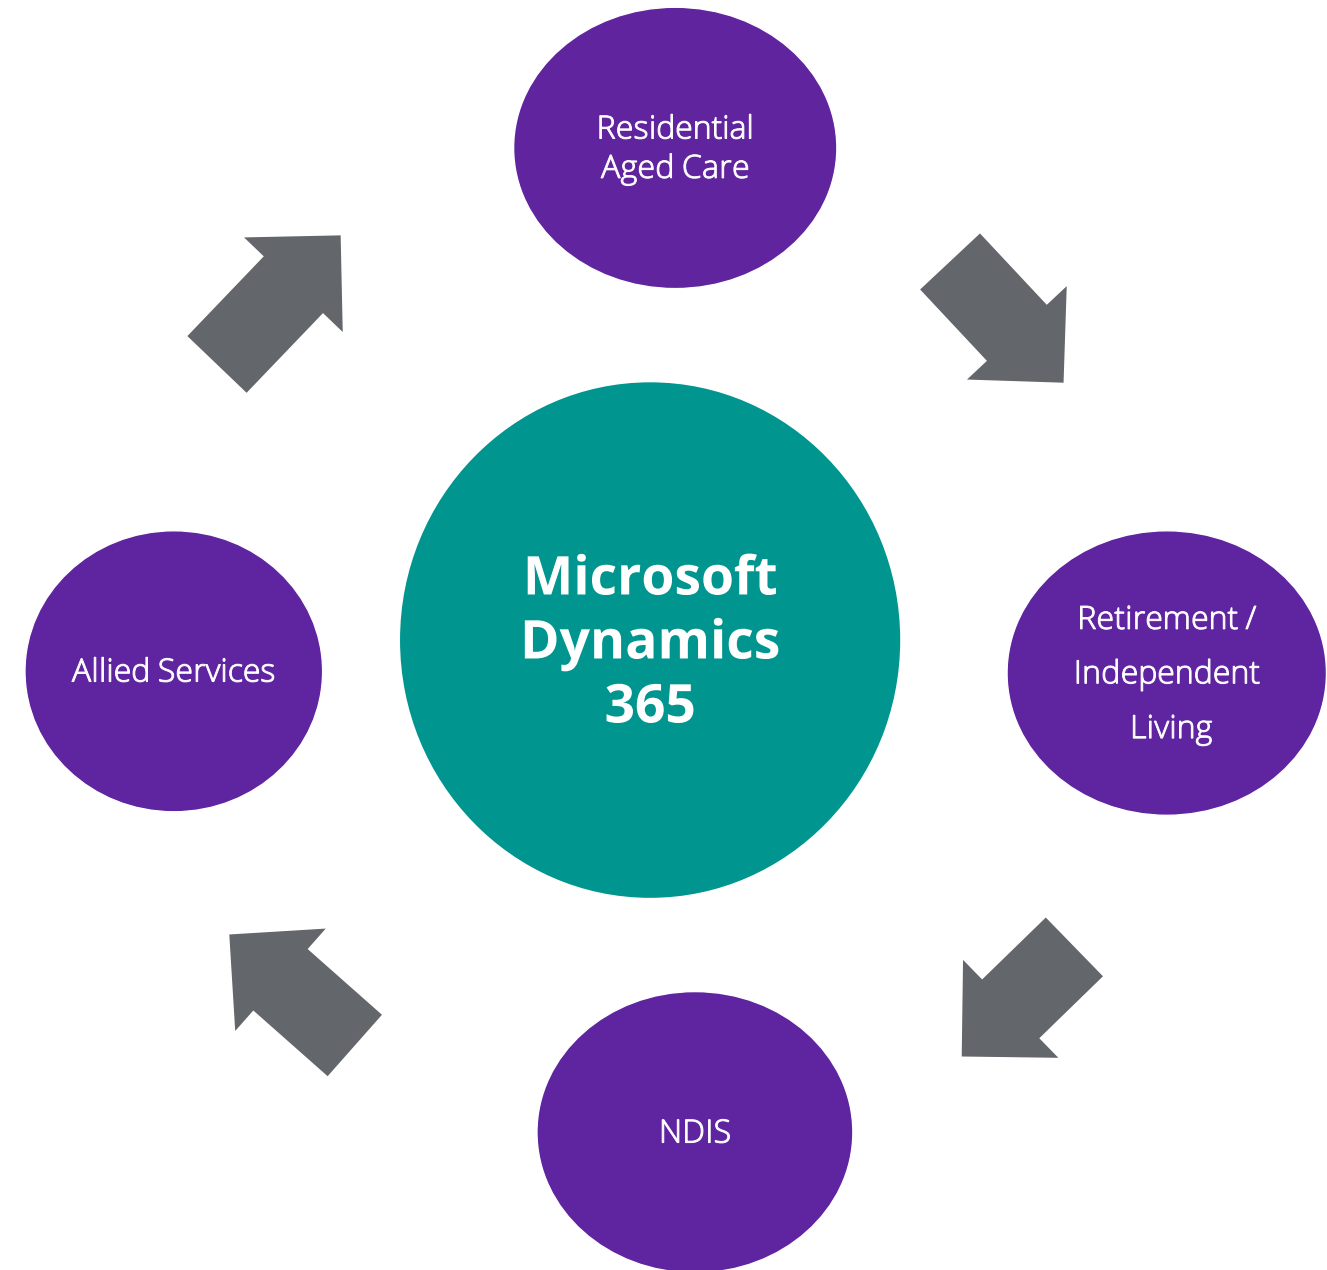 Residential
Aged Care
Microsoft
Dynamics
365
Retirement /
Independent
Living
Allied Services
NDIS